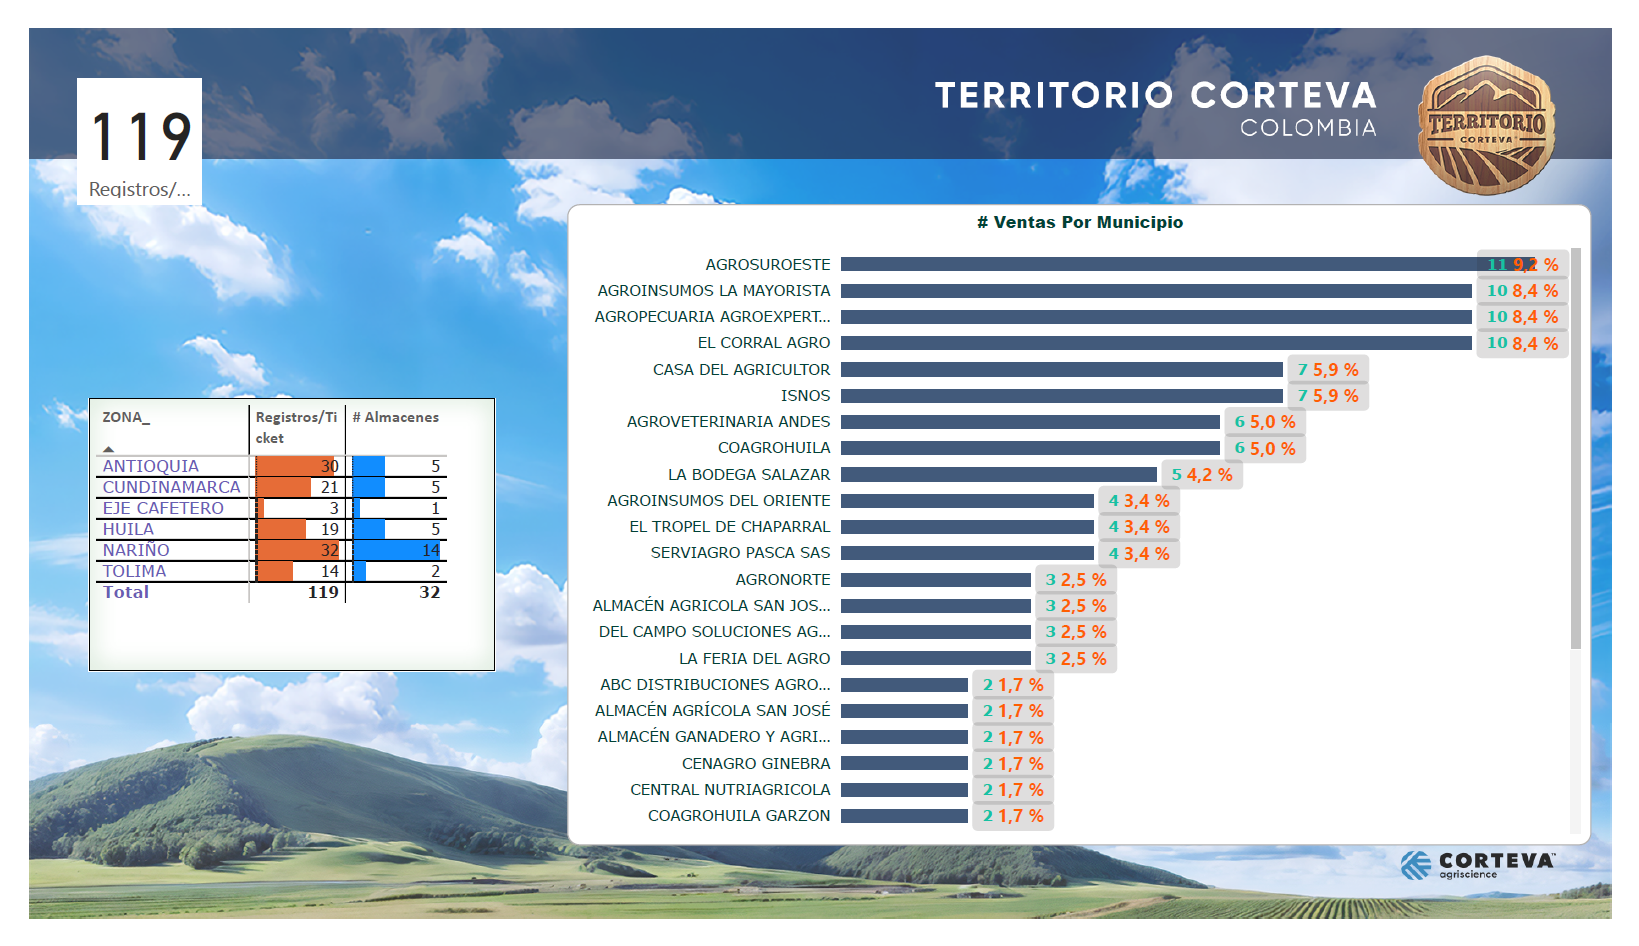 119
Registros/...
TERRITORIO CORTEVA
COLOMBIA
TERRITORIO
CORTEVA
# Ventas Por Municipio
AGROSUROESTE 11 9,2 %
AGROINSUMOS LA MAYORISTA 10 8,4 %
AGROPECUARIA AGROEXPERT... 10 8,4 %
EL CORRAL AGRO 10 8,4 %
CASA DEL AGRICULTOR 7 5,9 %
ISNOS 7 5,9 %
AGROVETERINARIA ANDES 6 5,0 %
COAGROHUILA 6 5,0 %
LA BODEGA SALAZAR 5 4,2 %
AGROINSUMOS DEL ORIENTE 4 3,4 %
EL TROPEL DE CHAPARRAL 4 3,4 %
SERVIAGRO PASCA SAS 4 3,4 %
AGRONORTE 3 2,5 %
ALMACÉN AGRICOLA SAN JOS... 3 2,5 %
DEL CAMPO SOLUCIONES AG... 3 2,5 %
LA FERIA DEL AGRO 3 2,5 %
ABC DISTRIBUCIONES AGRO... 2 1,7 %
ALMACÉN AGRÍCOLA SAN JOSÉ 2 1,7 %
ALMACÉN GANADERO Y AGRI... 2 1,7 %
CENAGRO GINEBRA 2 1,7 %
CENTRAL NUTRIAGRICOLA 2 1,7 %
COAGROHUILA GARZON 2 1,7 %
ZONA_ Registros/Ti # Almacenes
cket
ANTIOQUIA 30 5
CUNDINAMARCA 21 5
EJE CAFETERO 3 1
HUILA 19 5
NARIÑO 32 14
TOLIMA 14 2
Total 119 32
CORTEVA™
agriscience